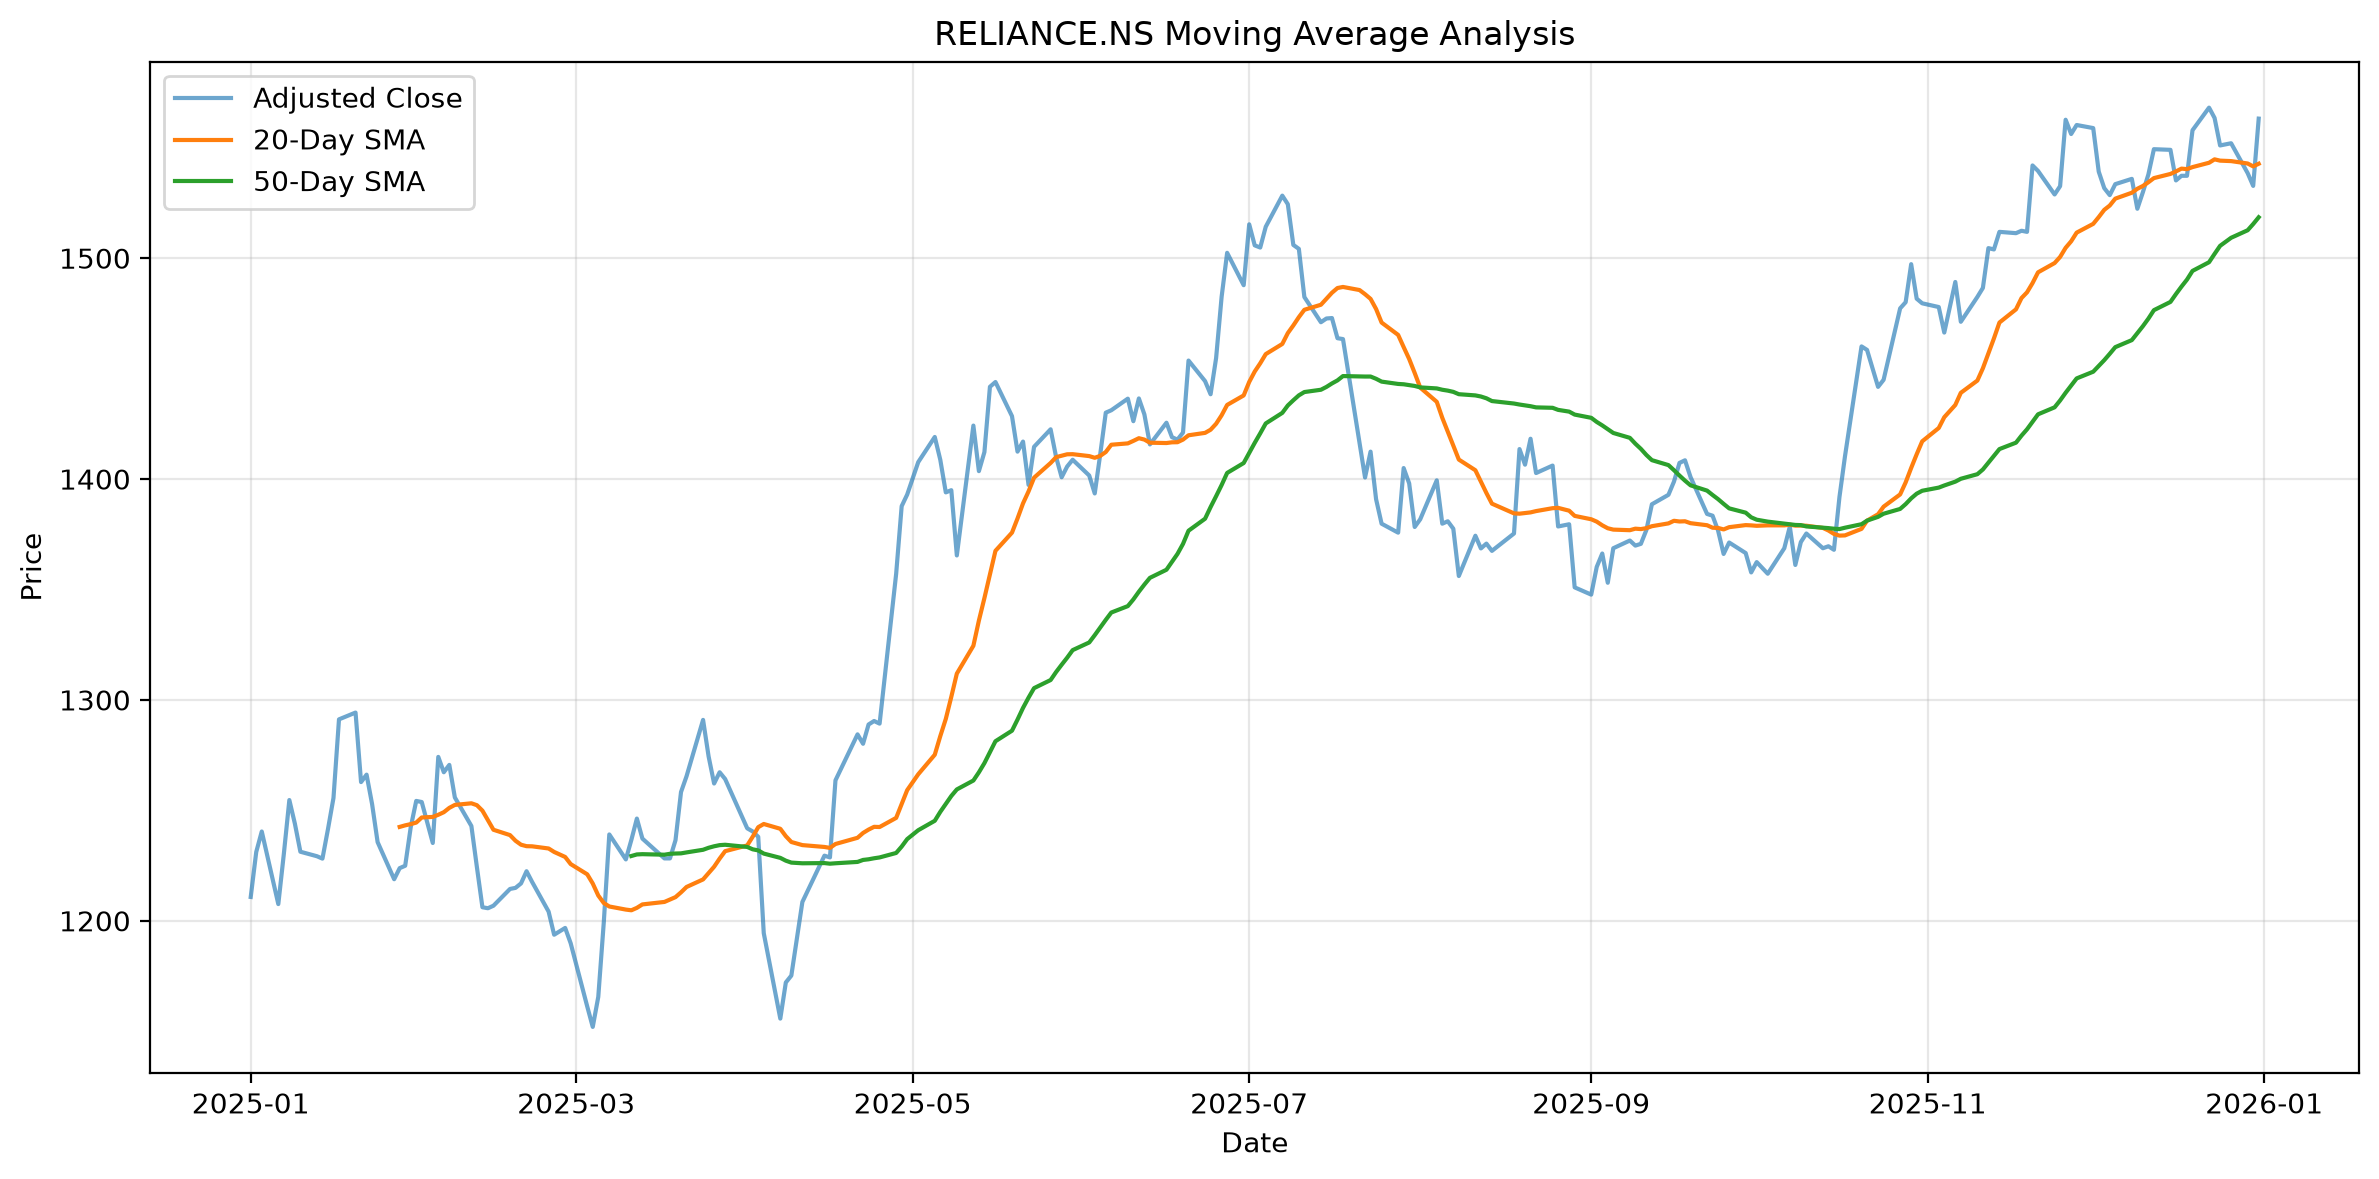 RELIANCE.NS Moving Average Analysis
Adjusted Close
20-Day SMA
50-Day SMA
1500
1400
1300
1200
Price
2025-01
2025-03
2025-05
2025-07
2025-09
2025-11
2026-01
Date